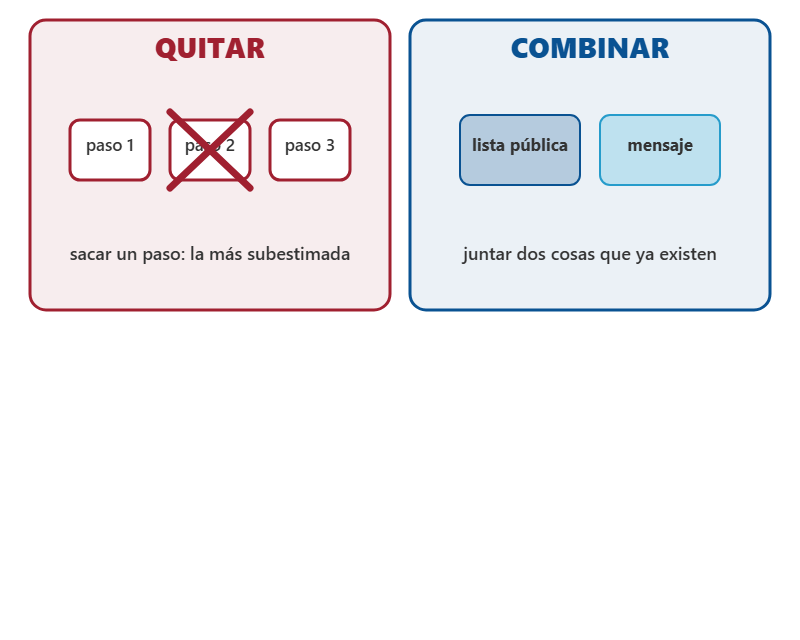 QUITAR
paso 1
paso 2
paso 3
sacar un paso: la más subestimada
COMBINAR
lista pública
mensaje
juntar dos cosas que ya existen